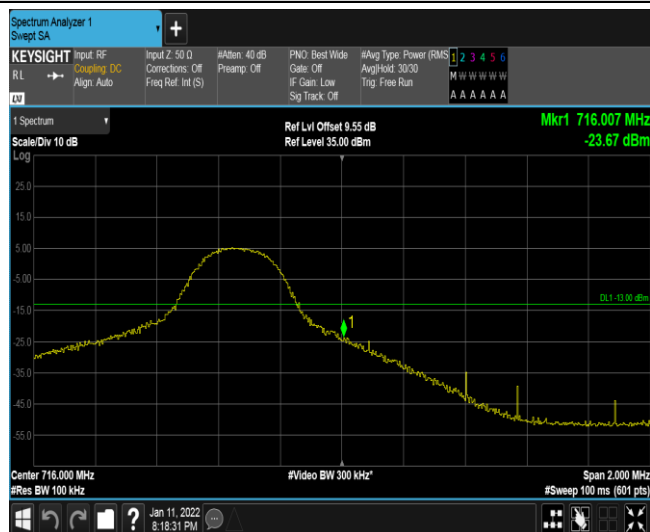 Spectrum Analyzer 1
Swept SA
+
KEYSIGHT
RL
LXI
Input: RF
Coupling: DC
Align: Auto
Input Z: 50 Ω
Corrections: Off
Freq Ref: Int (S)
#Atten: 40 dB
Preamp: Off
PNO: Best Wide
Gate: Off
IF Gain: Low
Sig Track: Off
#Avg Type: Power (RMS
Avg|Hold: 30/30
Trig: Free Run
1 2 3 4 5 6
M W W W W W
A A A A A A
1 Spectrum
Scale/Div 10 dB
Log
Ref Lvl Offset 9.55 dB
Ref Level 35.00 dBm
Mkr1 716.007 MHz
-23.67 dBm
25.0
15.0
5.00
-5.00
-15.0
-25.0
-35.0
-45.0
-55.0
DL1 -13.00 dBm
1
Center 716.000 MHz
#Res BW 100 kHz
#Video BW 300 kHz*
Span 2.000 MHz
#Sweep 100 ms (601 pts)
?
Jan 11, 2022
8:18:31 PM